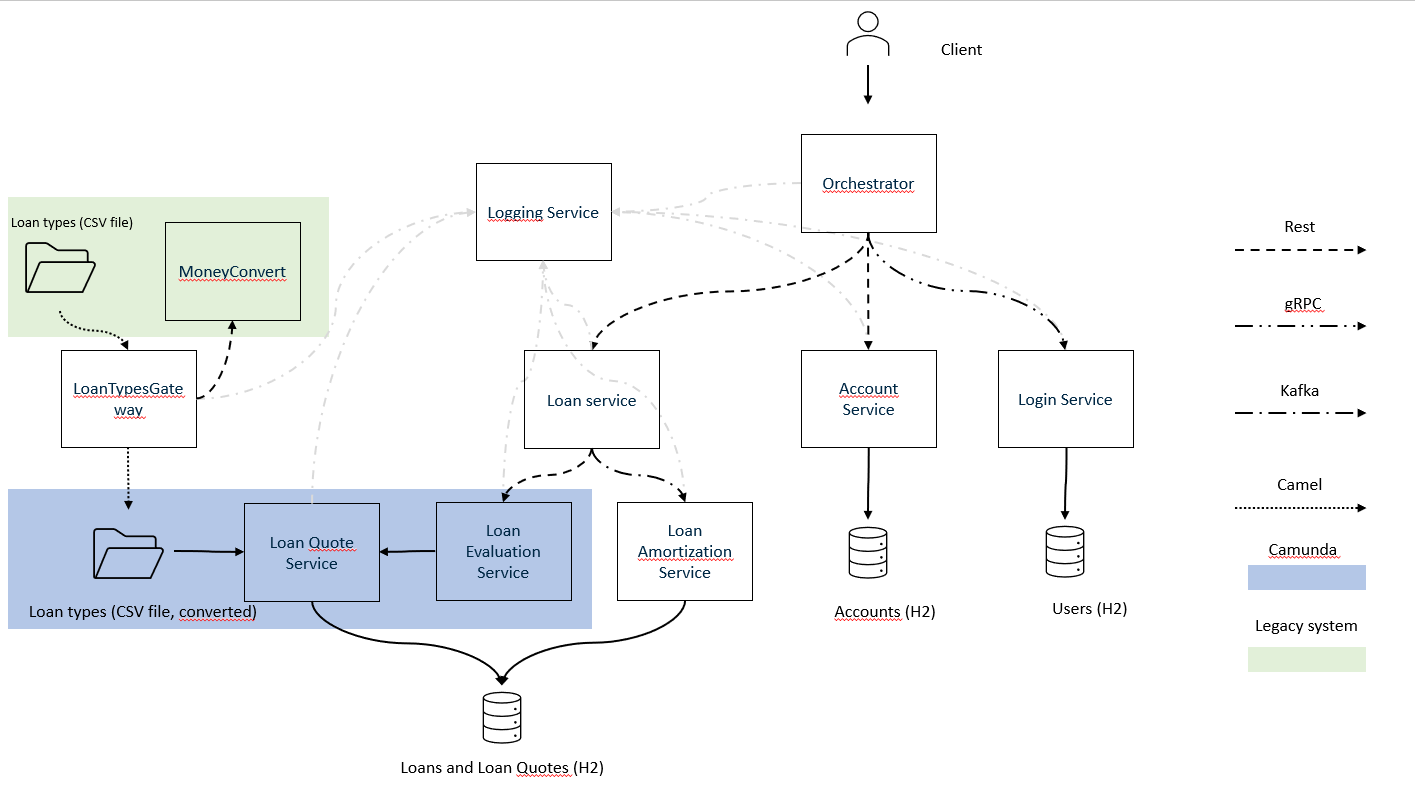 Client
Orchestrator
Logging Service
Loan types (CSV file)
MoneyConvert
LoanTypesGate
way
Loan service
Account
Service
Login Service
Loan Quote
Service
Loan
Evaluation
Service
Loan
Amortization
Service
Loan types (CSV file, converted)
Accounts (H2)
Users (H2)
Loans and Loan Quotes (H2)
Rest
gRPC
Kafka
Camel
Camunda
Legacy system